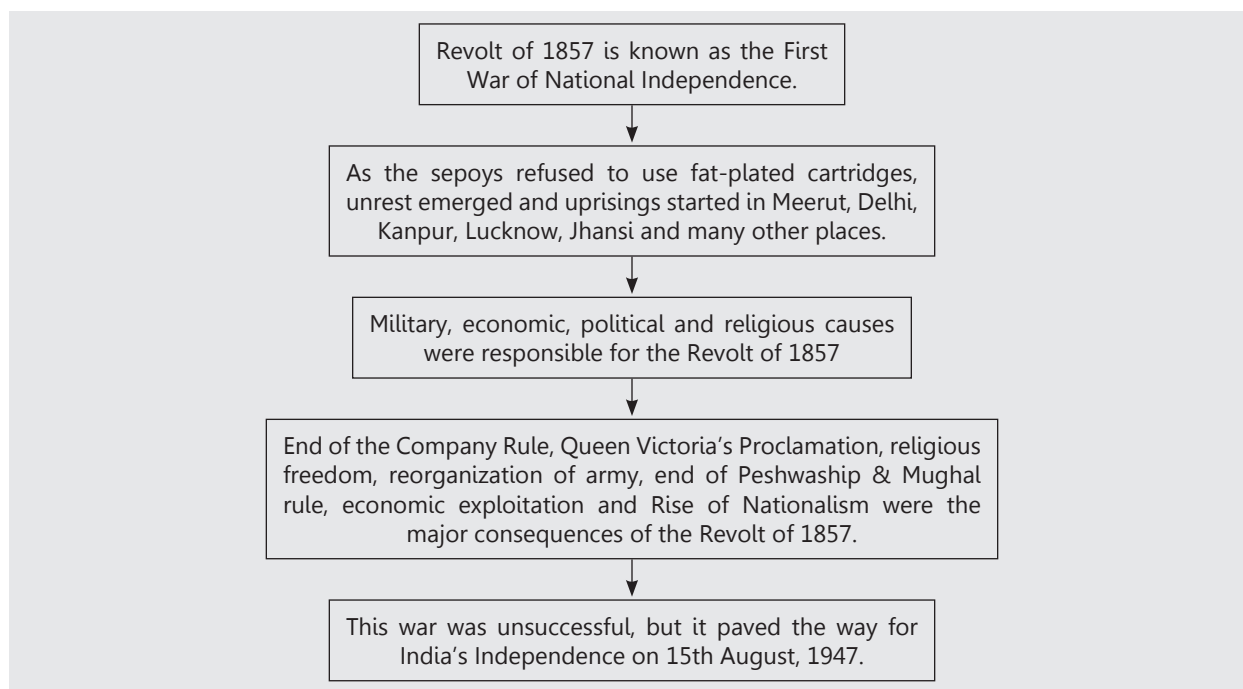 Revolt of 1857 is known as the First
War of National Independence.
As the sepoys refused to use fat-plated cartridges,
unrest emerged and uprisings started in Meerut, Delhi,
Kanpur, Lucknow, Jhansi and many other places.
Military, economic, political and religious causes
were responsible for the Revolt of 1857
End of the Company Rule, Queen Victoria’s Proclamation, religious
freedom, reorganization of army, end of Peshwaship & Mughal
rule, economic exploitation and Rise of Nationalism were the
major consequences of the Revolt of 1857.
This war was unsuccessful, but it paved the way for
India’s Independence on 15th August, 1947.